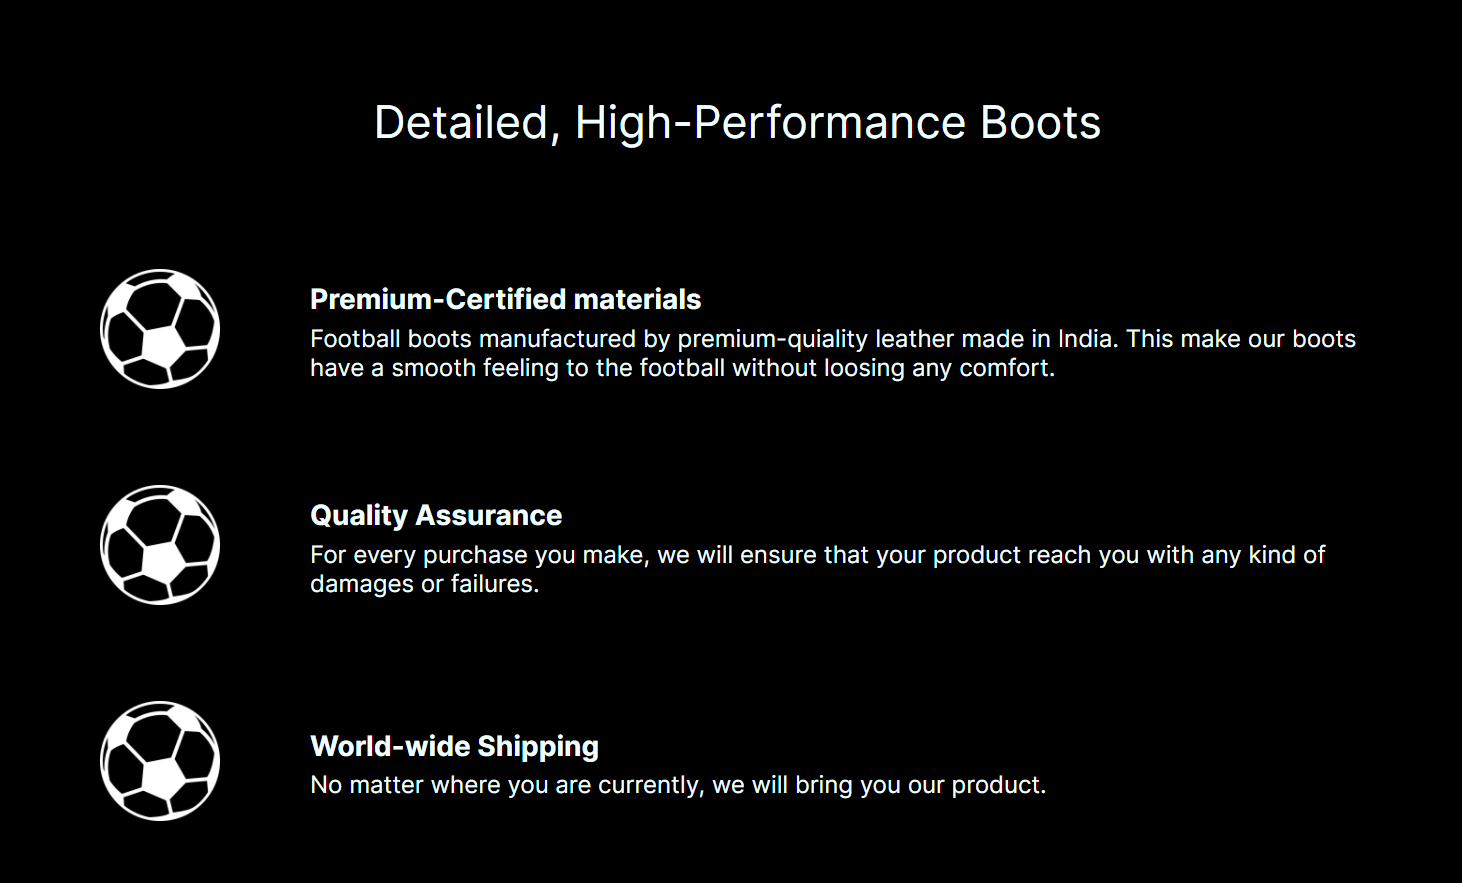 Detailed, High-Performance Boots
Premium-Certified materials
Football boots manufactured by premium-quiality leather made in India. This make our boots
have a smooth feeling to the football without loosing any comfort.
Quality Assurance
For every purchase you make, we will ensure that your product reach you with any kind of
damages or failures.
World-wide Shipping
No matter where you are currently, we will bring you our product.